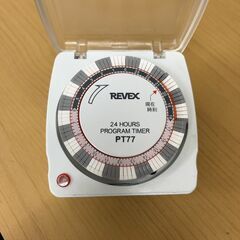 REVEX
現在
時刻
24 HOURS
PROGRAM TIMER
PT77